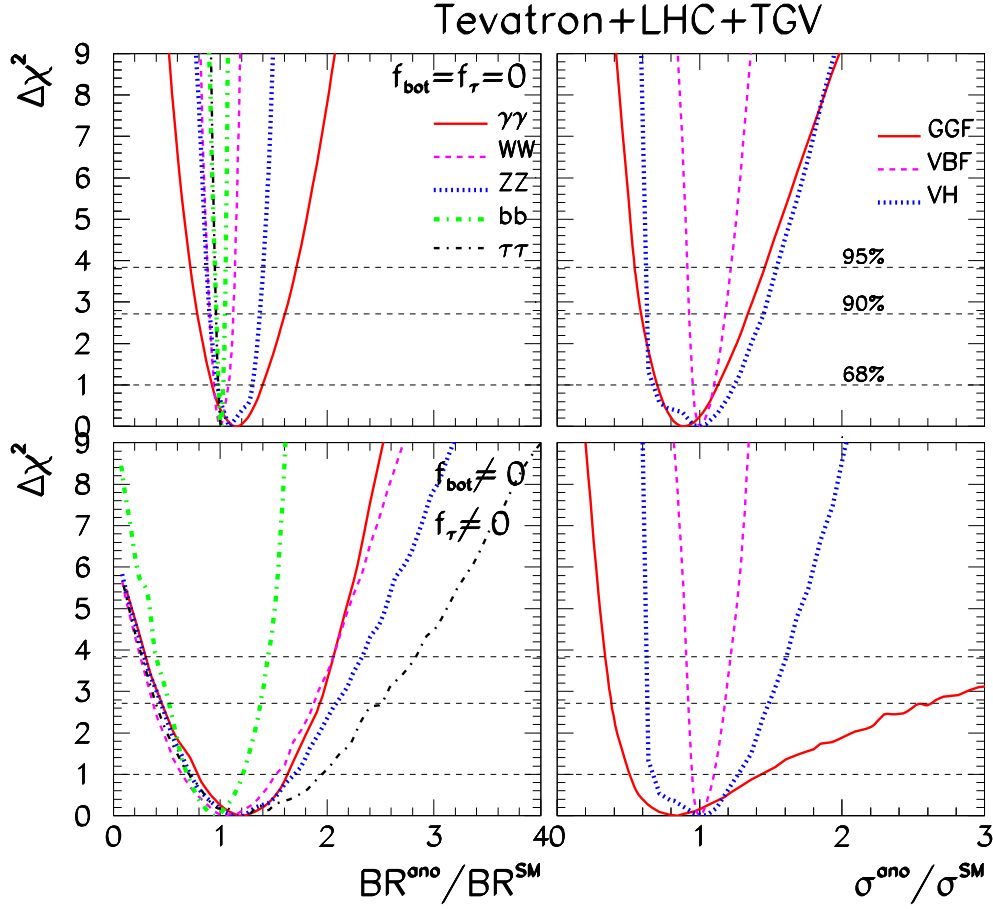 Tevatron+LHC+TGV
Δχ²
9
8
7
6
5
4
3
2
1
0
f_bot=f_τ=0
γγ
WW
ZZ
bb
ττ
GGF
VBF
VH
95%
90%
68%
Δχ²
9
8
7
6
5
4
3
2
1
0
f_bot≠0
f_τ≠0
0 1 2 3 4
0 1 2 3
BR^ano/BR^SM
σ^ano/σ^SM